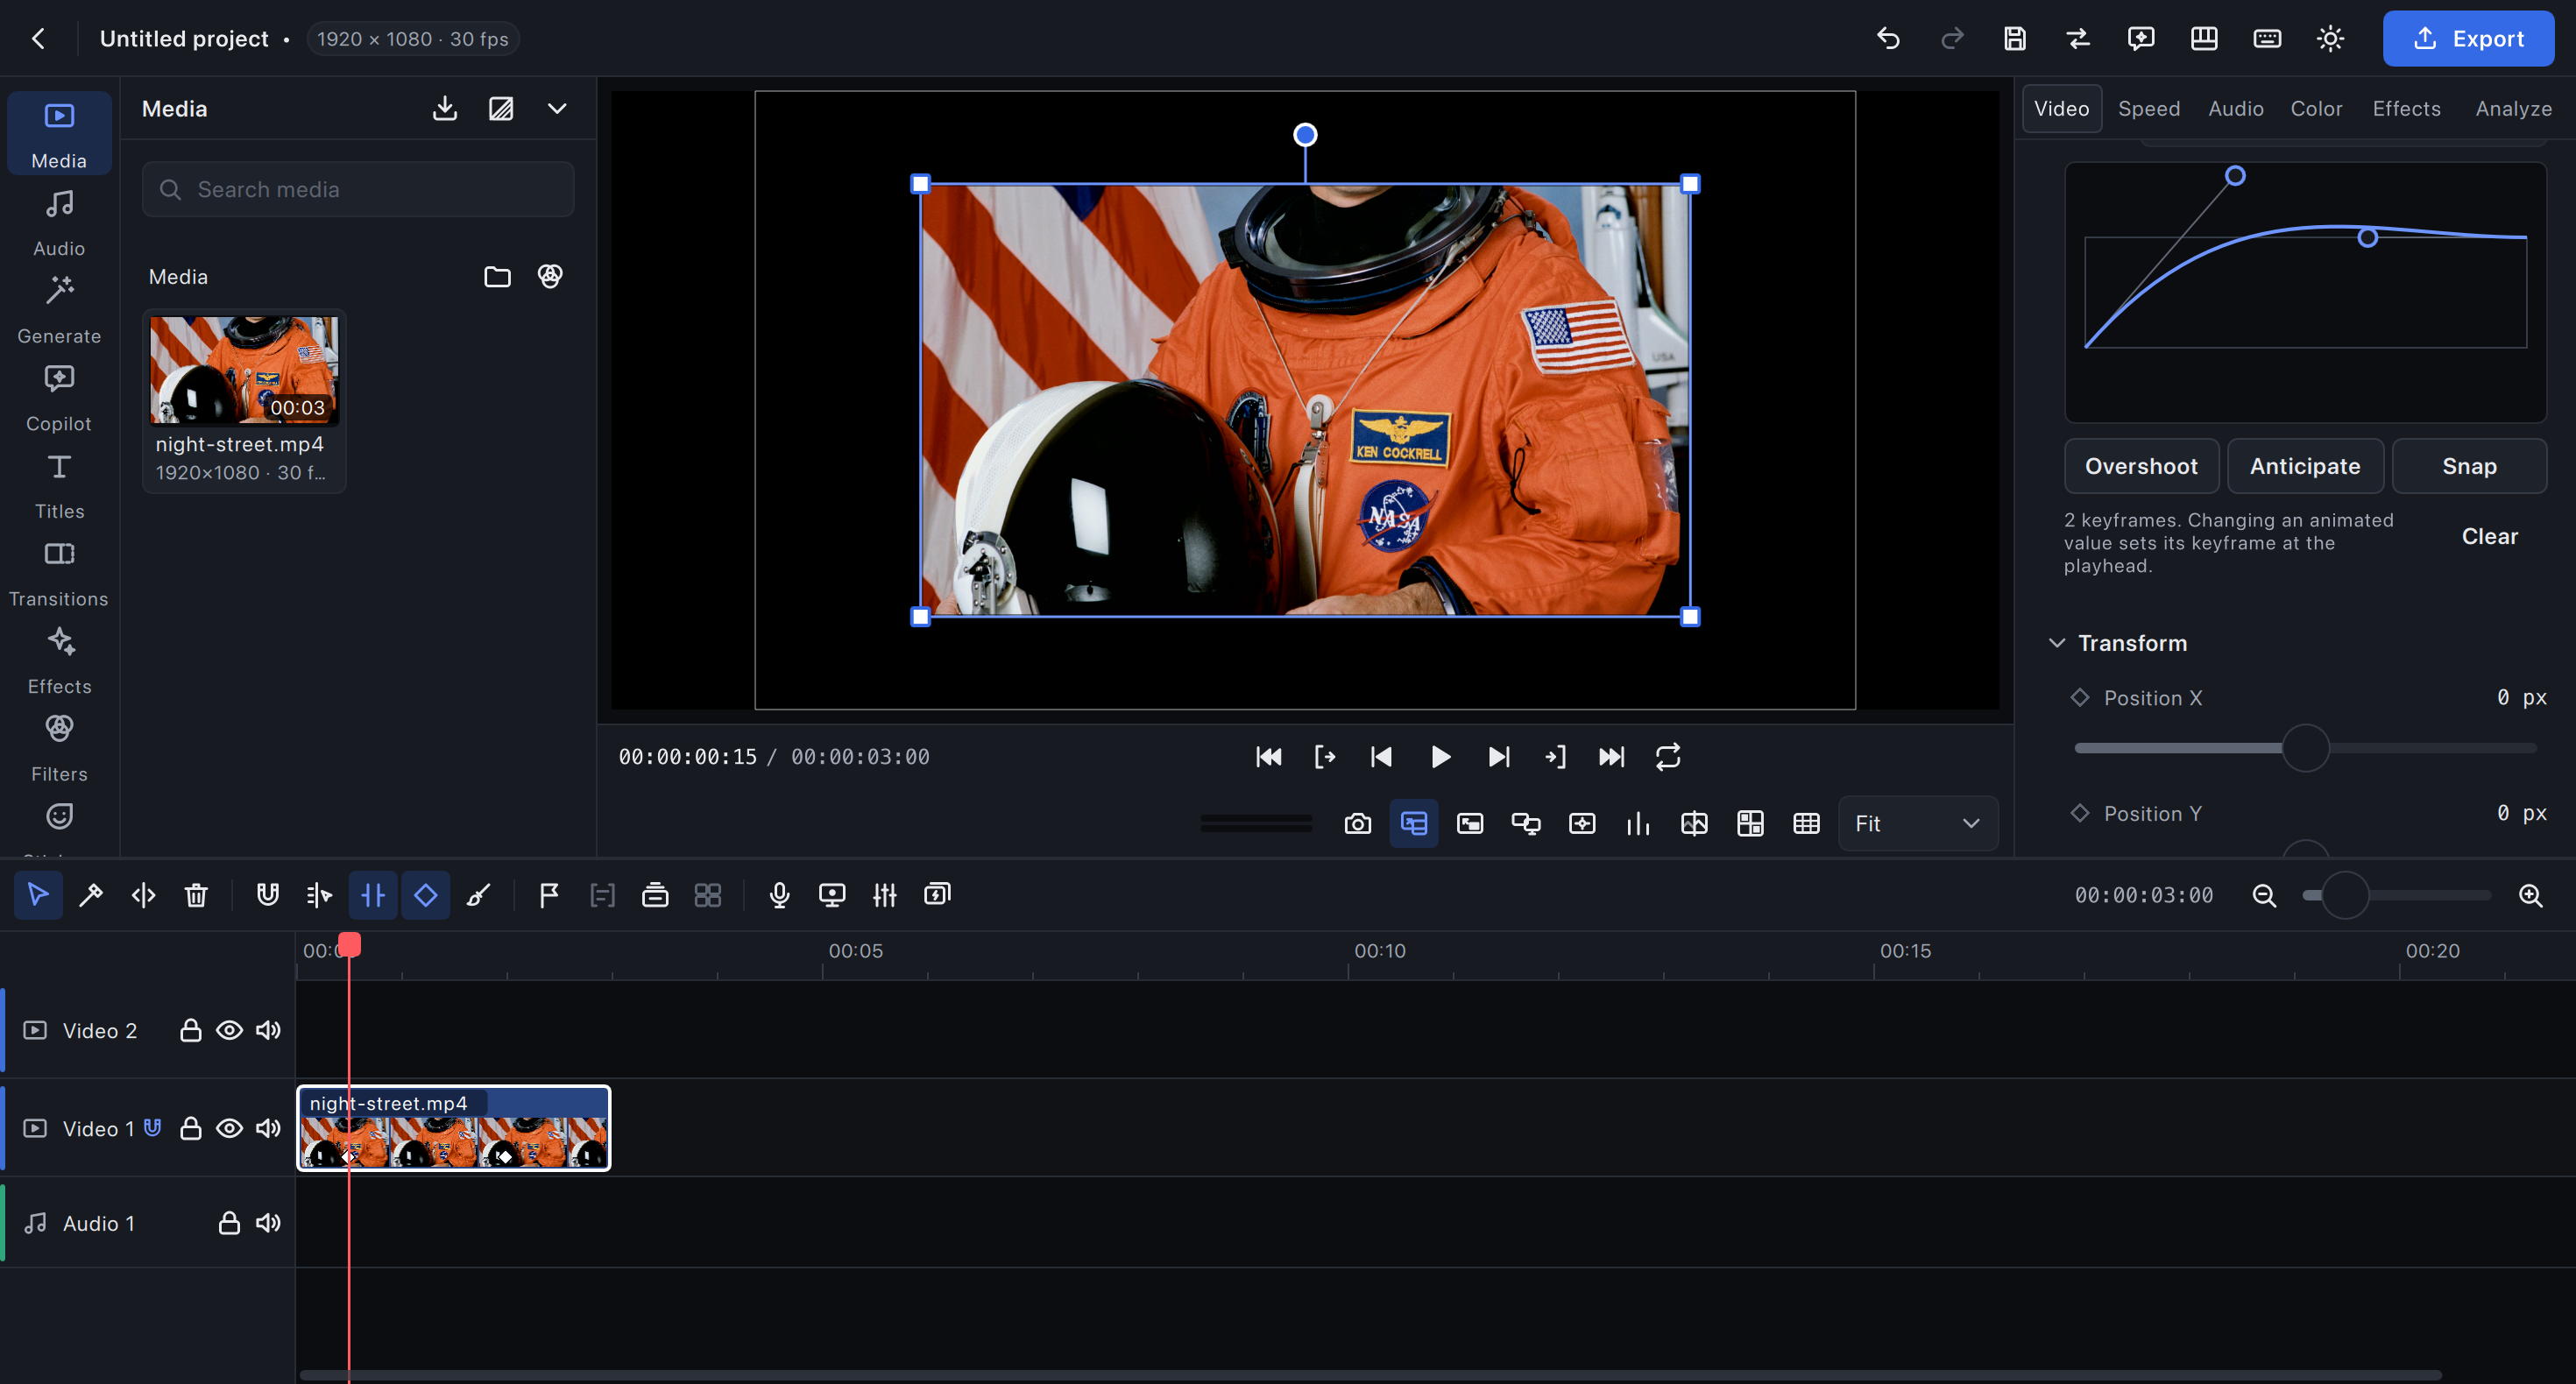 Untitled project •
1920 × 1080 · 30 fps
Export
Media
Audio
Generate
Copilot
Titles
Transitions
Effects
Filters
Media
Search media
Media
00:03
night-street.mp4
1920×1080 · 30 f...
USA
KEN COCKRELL
NASA
00:00:00:15 / 00:00:03:00
Fit
Video
Speed
Audio
Color
Effects
Analyze
Overshoot
Anticipate
Snap
2 keyframes. Changing an animated
value sets its keyframe at the
playhead.
Clear
Transform
Position X
0 px
Position Y
0 px
00:00:03:00
00:05
00:10
00:15
00:20
Video 2
Video 1
night-street.mp4
Audio 1